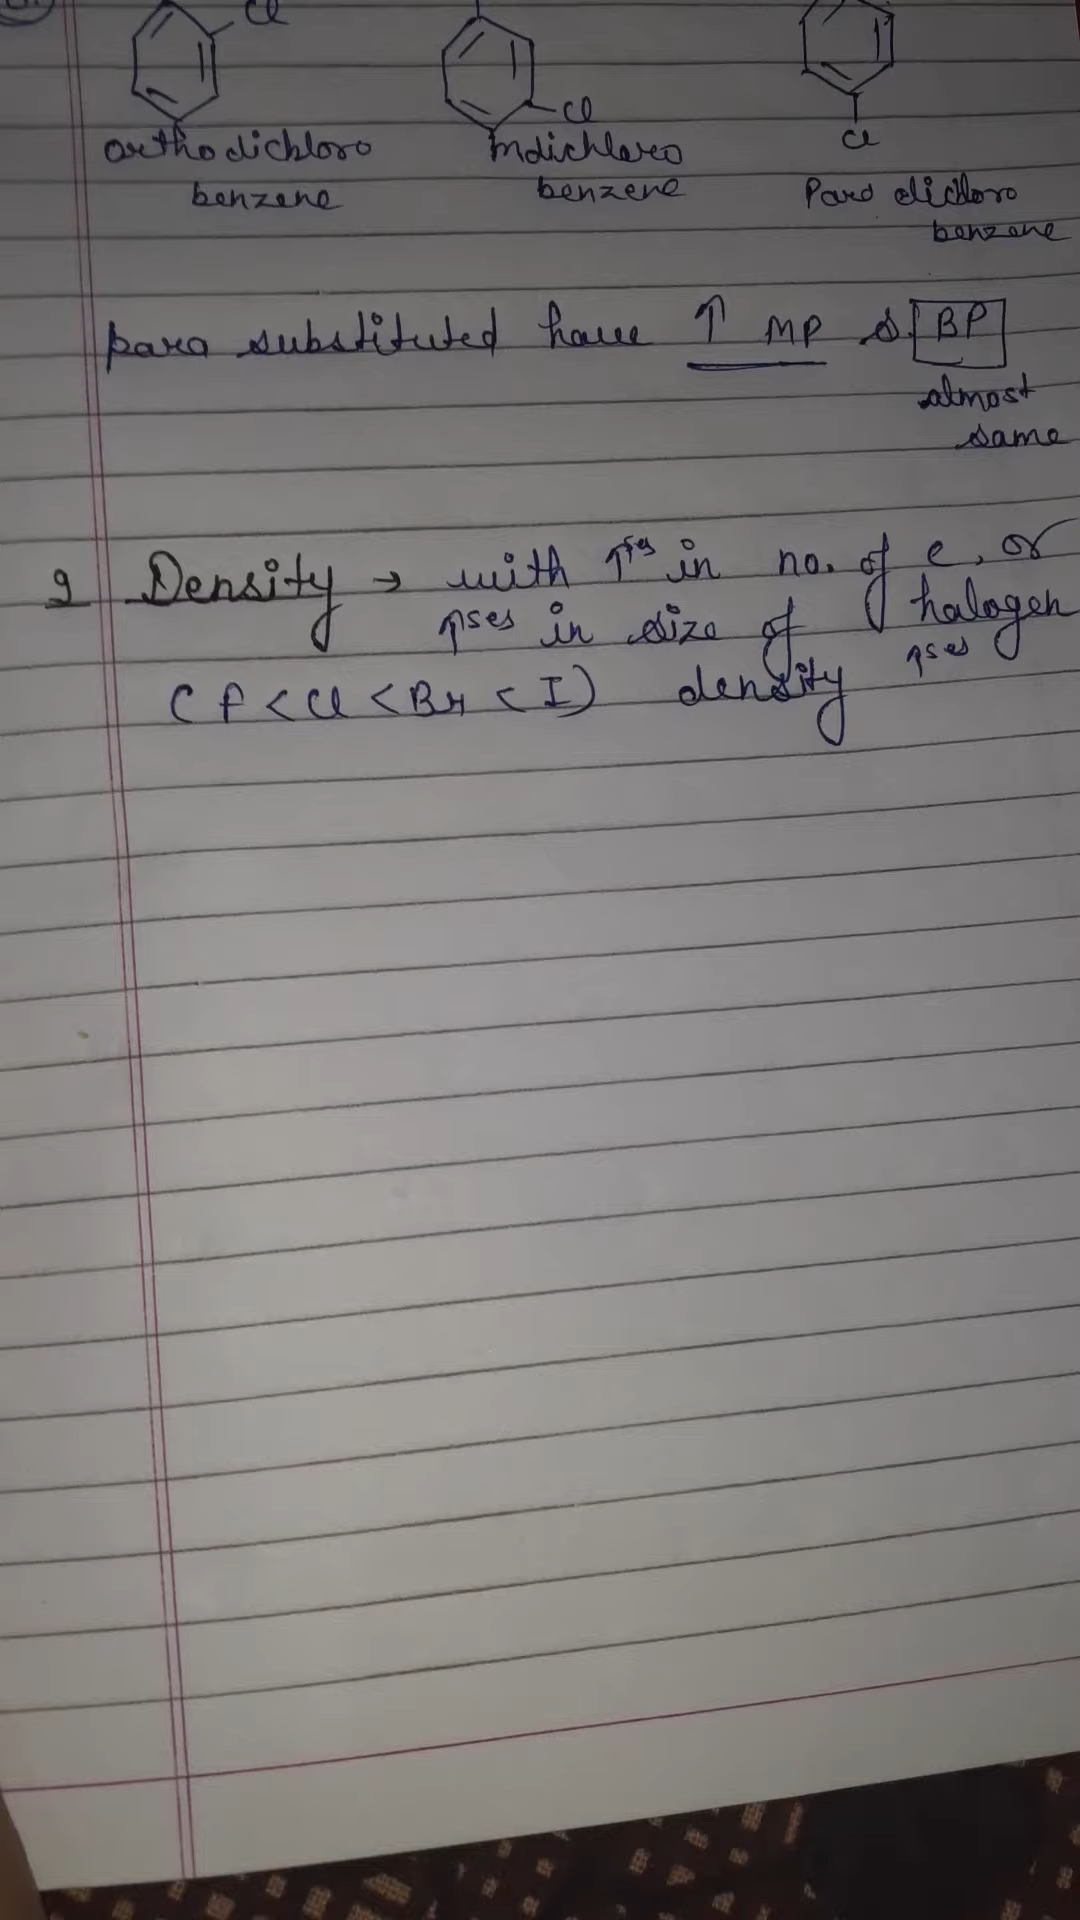 Cl
Cl
Cl
ortho dichloro
benzene
mdichloro
benzene
Para dichloro
benzene
para substituted have ↑ MP & BP
almost
same
2 Density → with ↑ses in no. of e, or
↑ses in size of halogen
(F < Cl < Br < I) density ↑ses